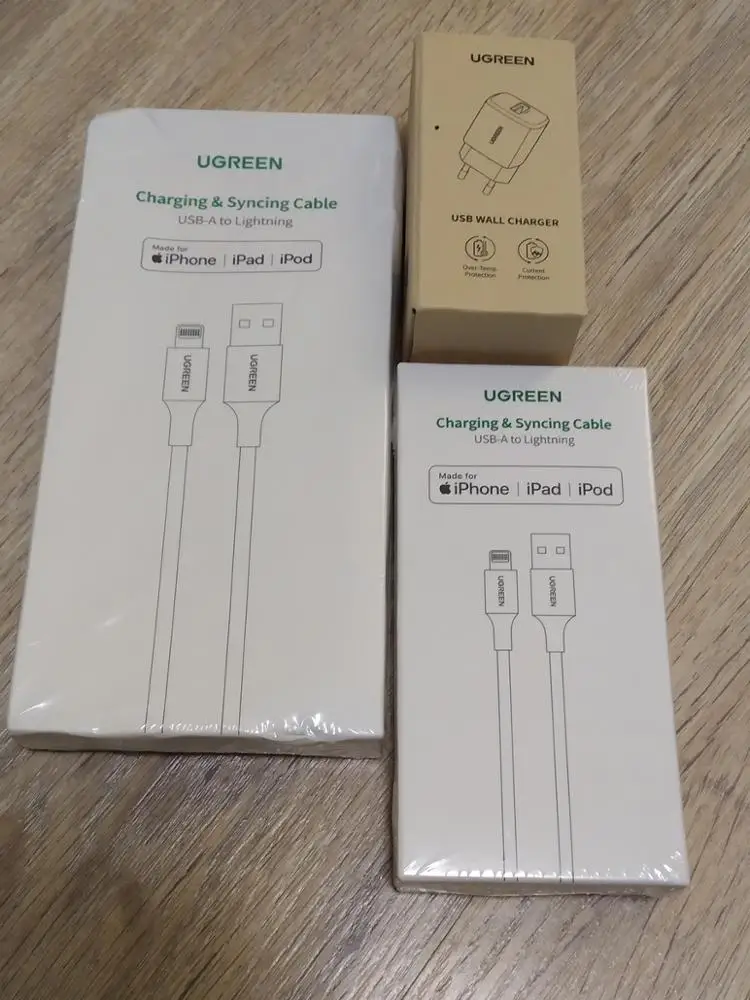 UGREEN
Charging & Syncing Cable
USB-A to Lightning
Made for
iPhone | iPad | iPod
UGREEN
UGREEN
UGREEN
UGREEN
USB WALL CHARGER
Over-Temp
Protection
Current
Protection
UGREEN
Charging & Syncing Cable
USB-A to Lightning
Made for
iPhone | iPad | iPod
UGREEN
UGREEN